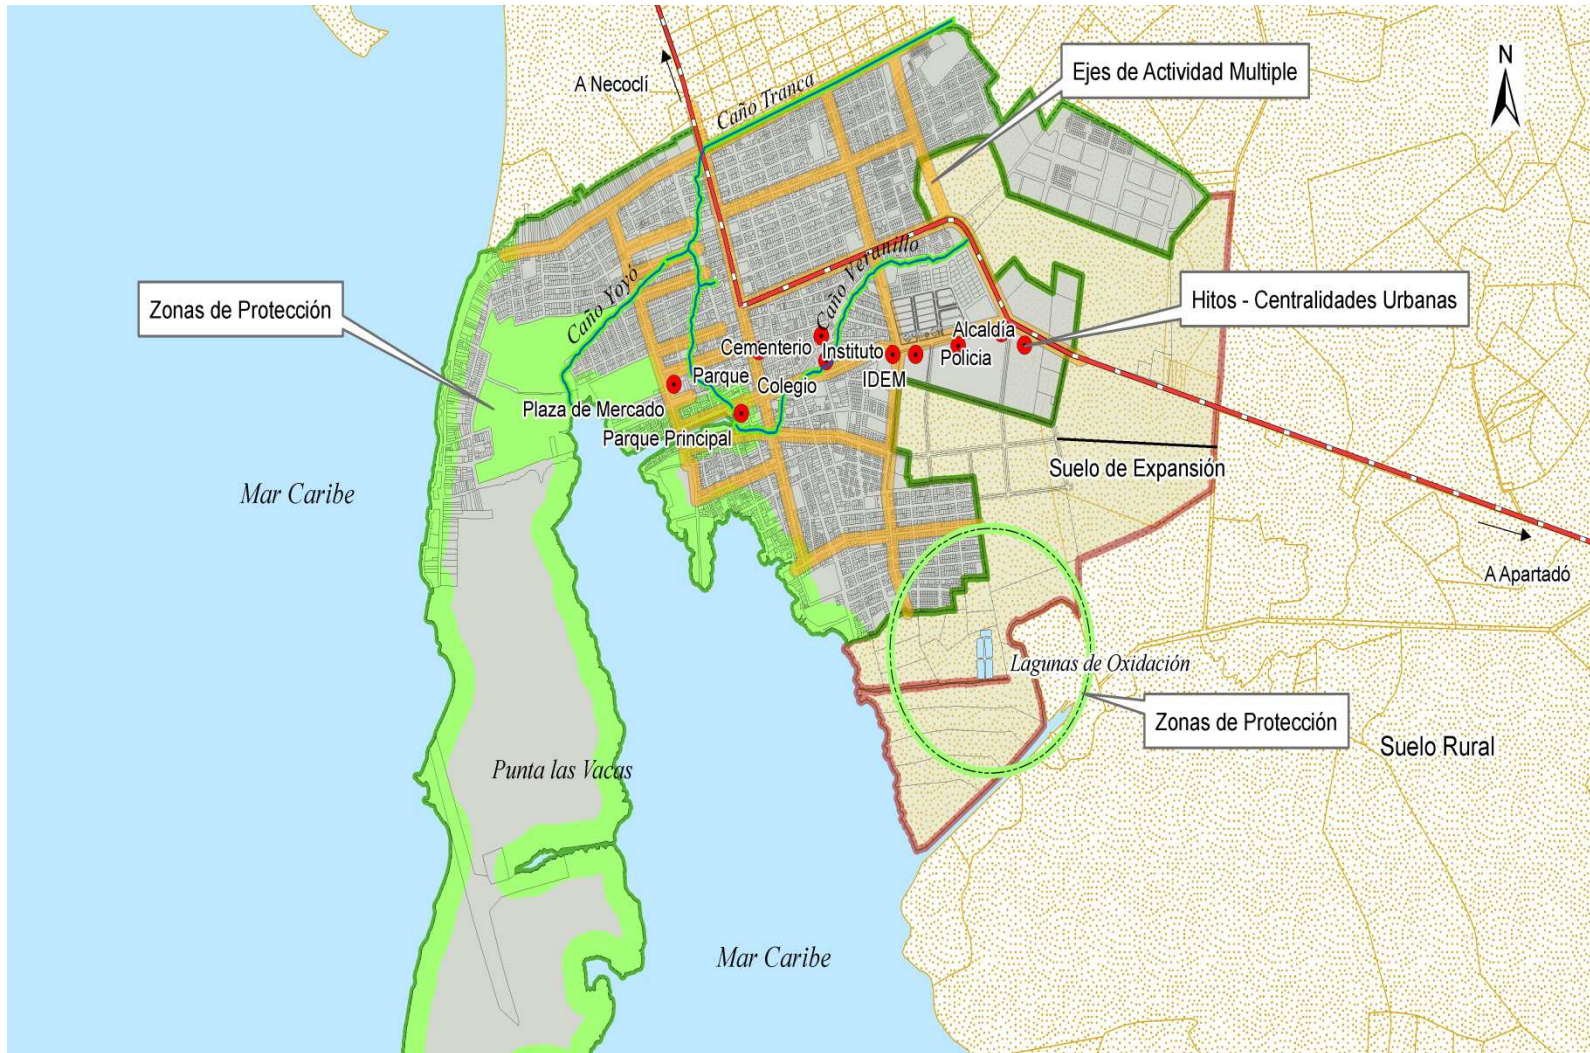 N
Ejes de Actividad Multiple
A Necoclí
Caño Tranca
Caño Veranillo
Caño Yoyó
Hitos - Centralidades Urbanas
Zonas de Protección
Alcaldía
Cementerio
Instituto
Policia
IDEM
Parque
Colegio
Plaza de Mercado
Parque Principal
Suelo de Expansión
Mar Caribe
A Apartadó
Lagunas de Oxidación
Zonas de Protección
Suelo Rural
Punta las Vacas
Mar Caribe